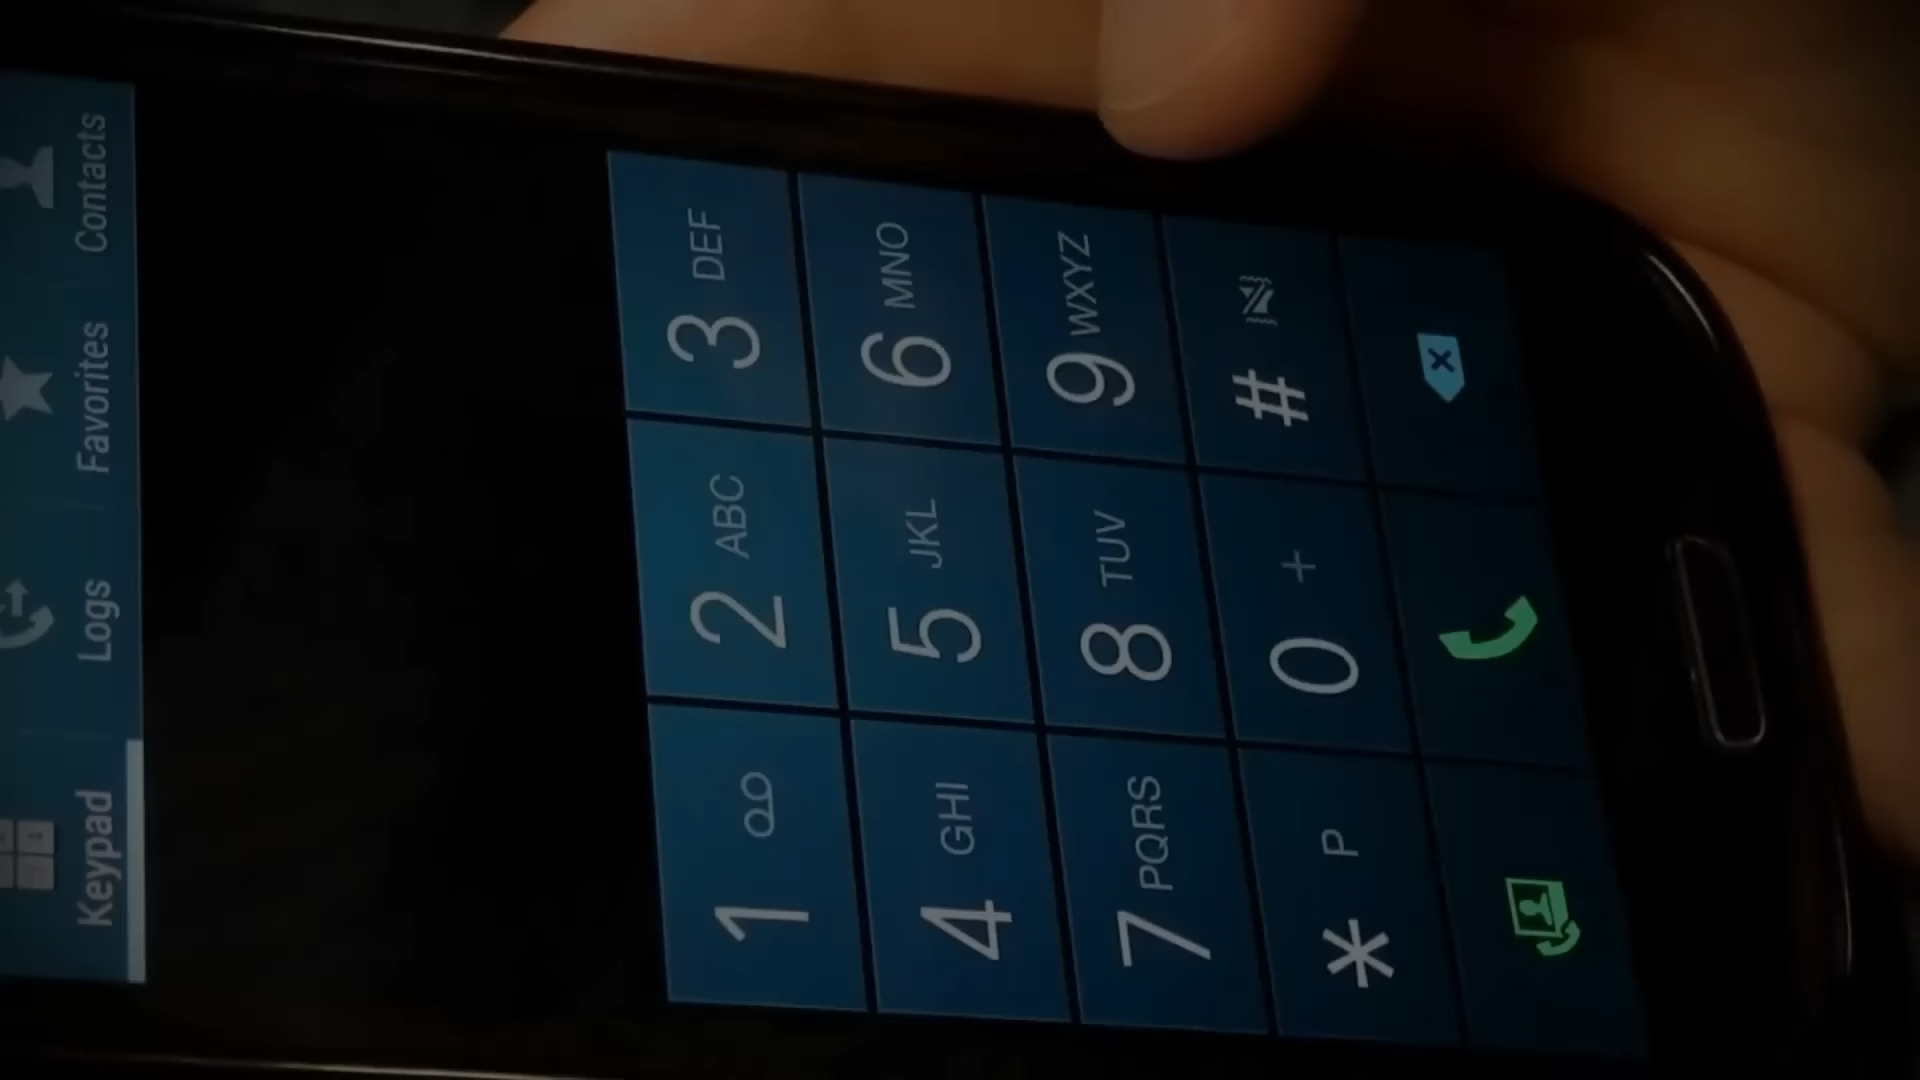 Keypad Logs Favorites Contacts
1 2 ABC 3 DEF
4 GHI 5 JKL 6 MNO
7 PQRS 8 TUV 9 WXYZ
* P 0 + #